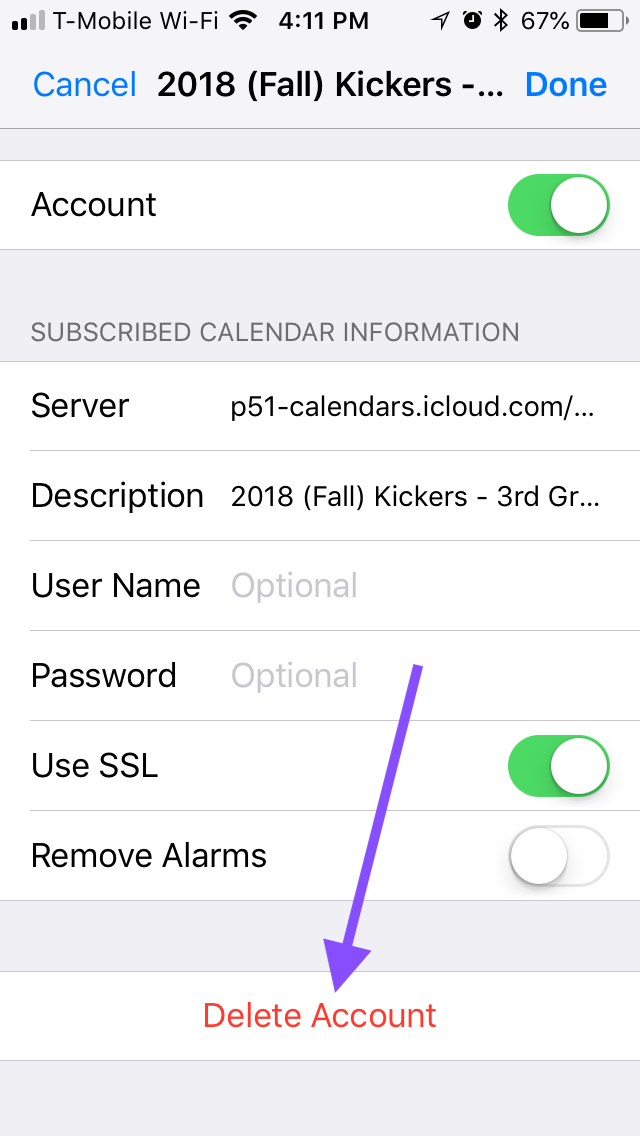 T-Mobile Wi-Fi 4:11 PM 67%
Cancel 2018 (Fall) Kickers -... Done
Account
SUBSCRIBED CALENDAR INFORMATION
Server p51-calendars.icloud.com/...
Description 2018 (Fall) Kickers - 3rd Gr...
User Name Optional
Password Optional
Use SSL
Remove Alarms
Delete Account